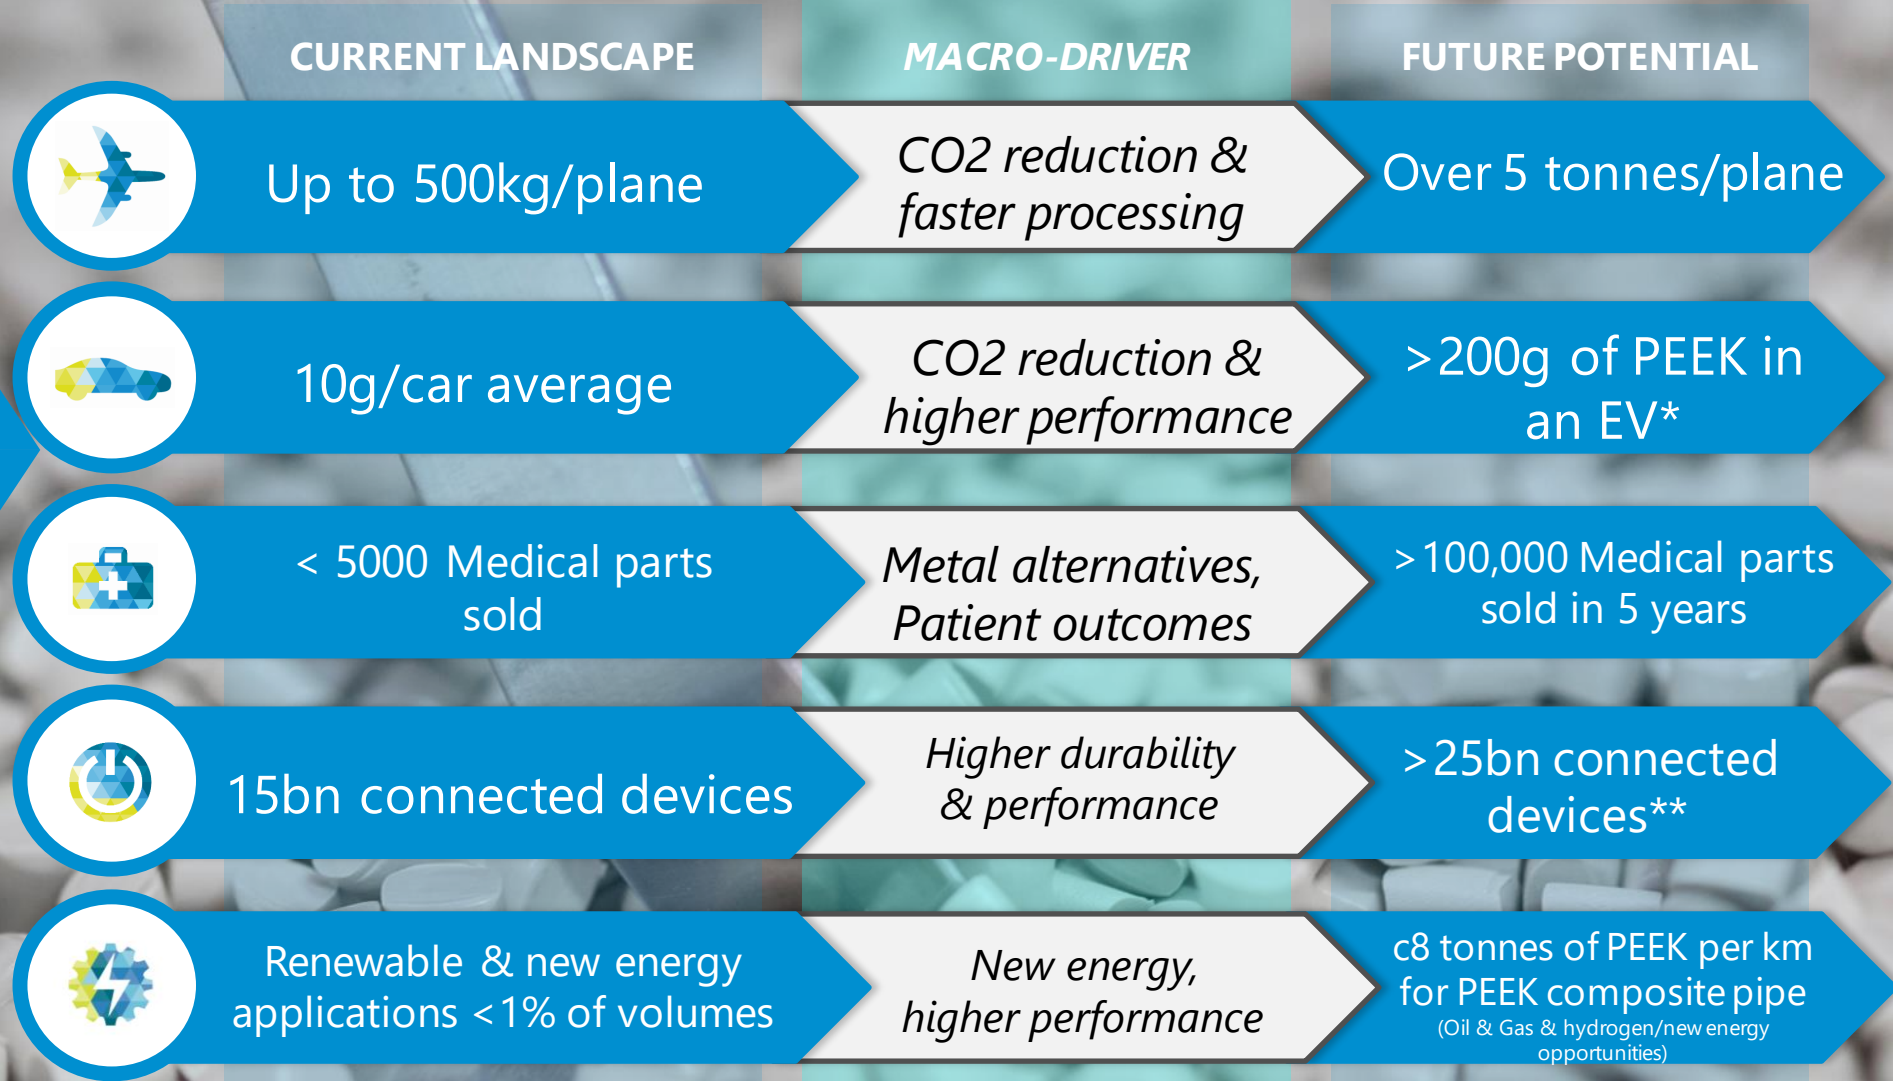 CURRENT LANDSCAPE
MACRO-DRIVER
FUTURE POTENTIAL
Up to 500kg/plane
CO2 reduction &
faster processing
Over 5 tonnes/plane
10g/car average
CO2 reduction &
higher performance
>200g of PEEK in
an EV*
< 5000 Medical parts
sold
Metal alternatives,
Patient outcomes
>100,000 Medical parts
sold in 5 years
15bn connected devices
Higher durability
& performance
>25bn connected
devices**
Renewable & new energy
applications <1% of volumes
New energy,
higher performance
c8 tonnes of PEEK per km
for PEEK composite pipe
(Oil & Gas & hydrogen/new energy
opportunities)